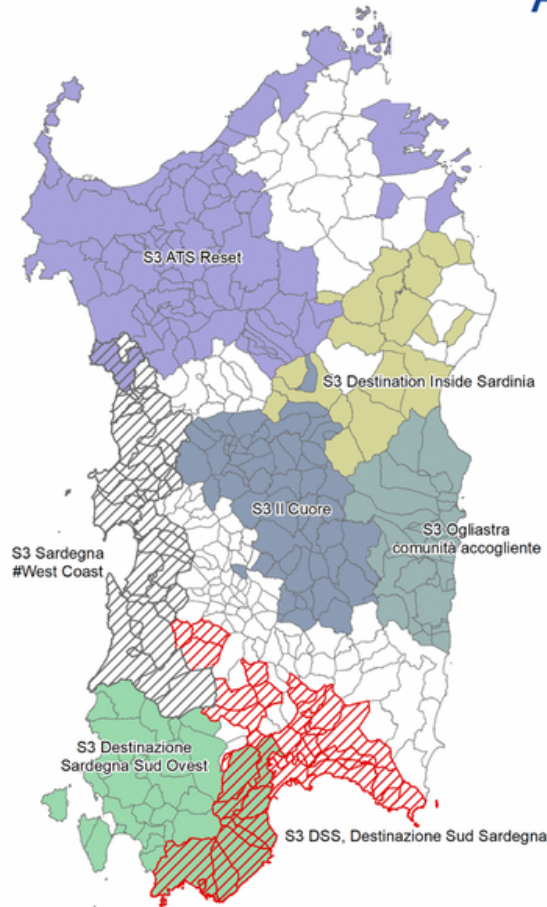 A
S3 ATS Reset
S3 Destination Inside Sardinia
S3 Il Cuore
S3 Ogliastra
comunità accogliente
S3 Sardegna
#West Coast
S3 Destinazione
Sardegna Sud Ovest
S3 DSS, Destinazione Sud Sardegna